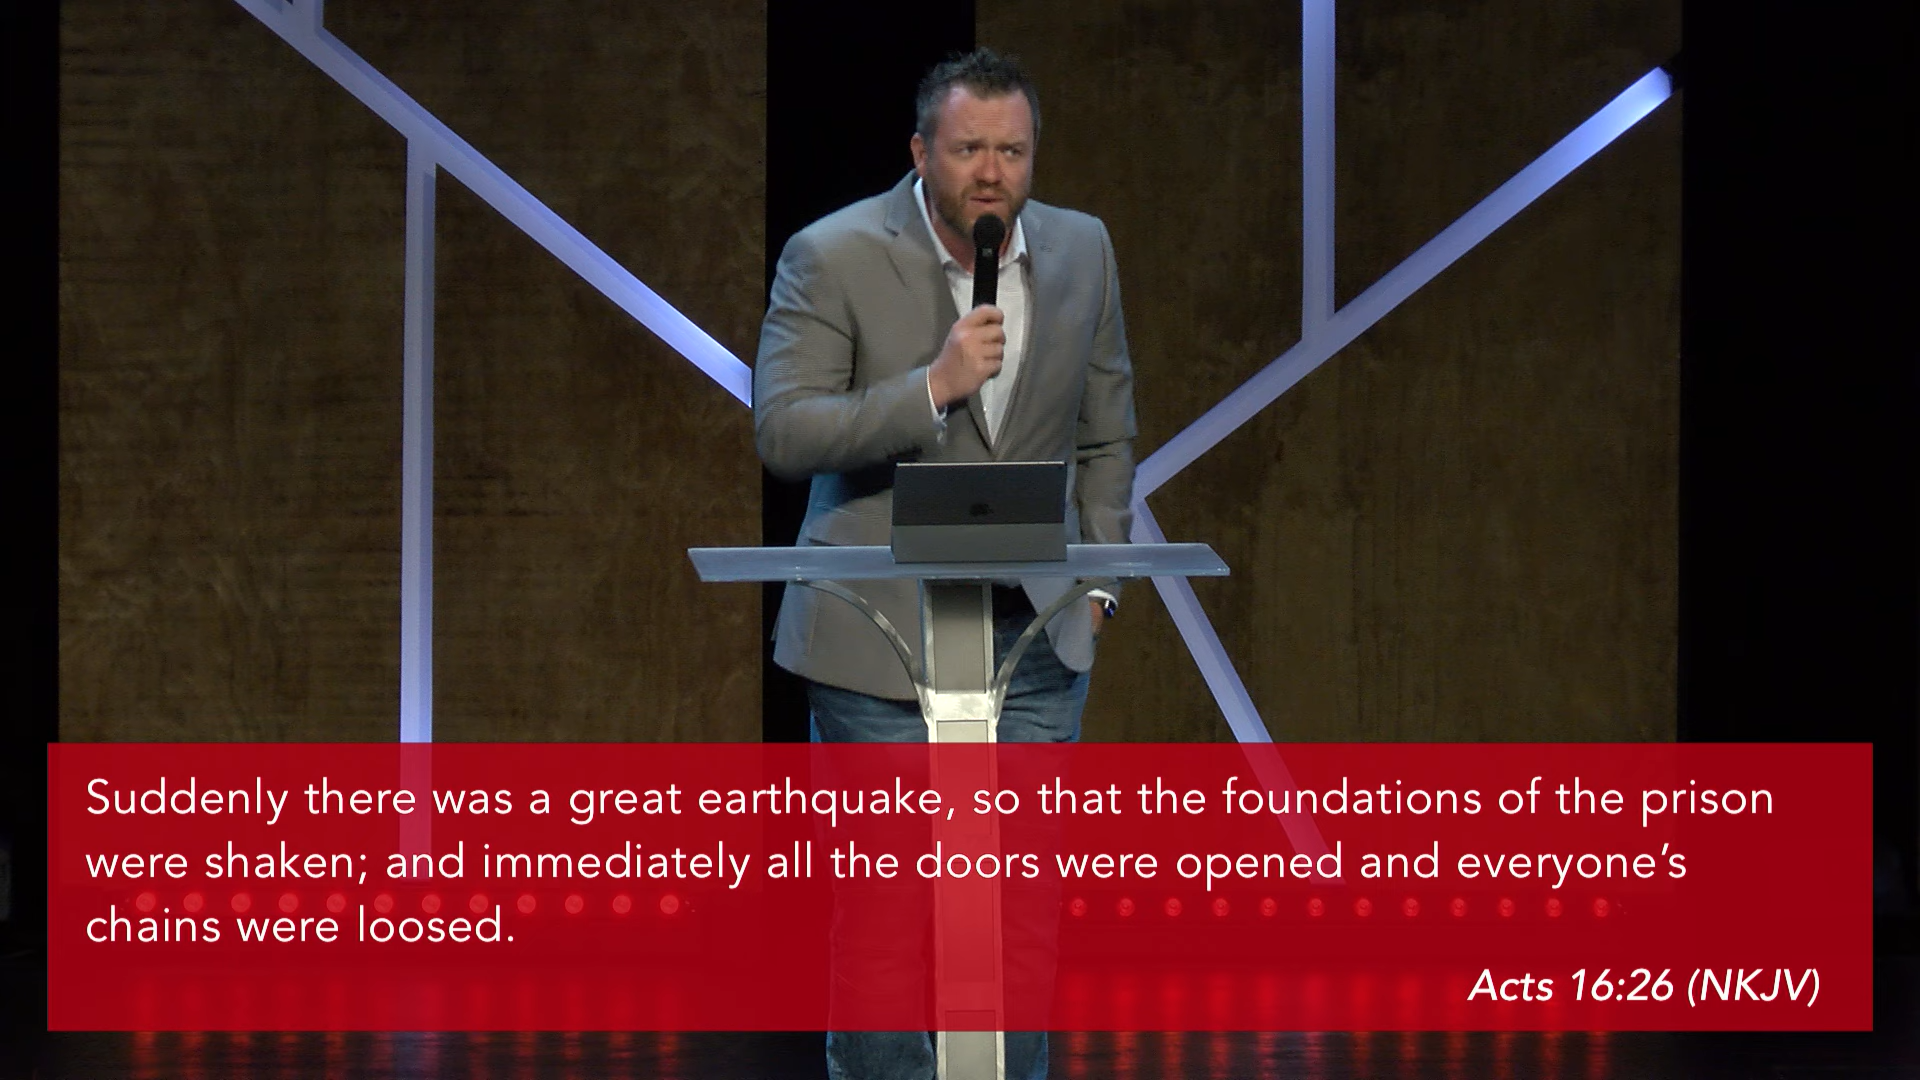 Suddenly there was a great earthquake, so that the foundations of the prison
were shaken; and immediately all the doors were opened and everyone’s
chains were loosed.
Acts 16:26 (NKJV)